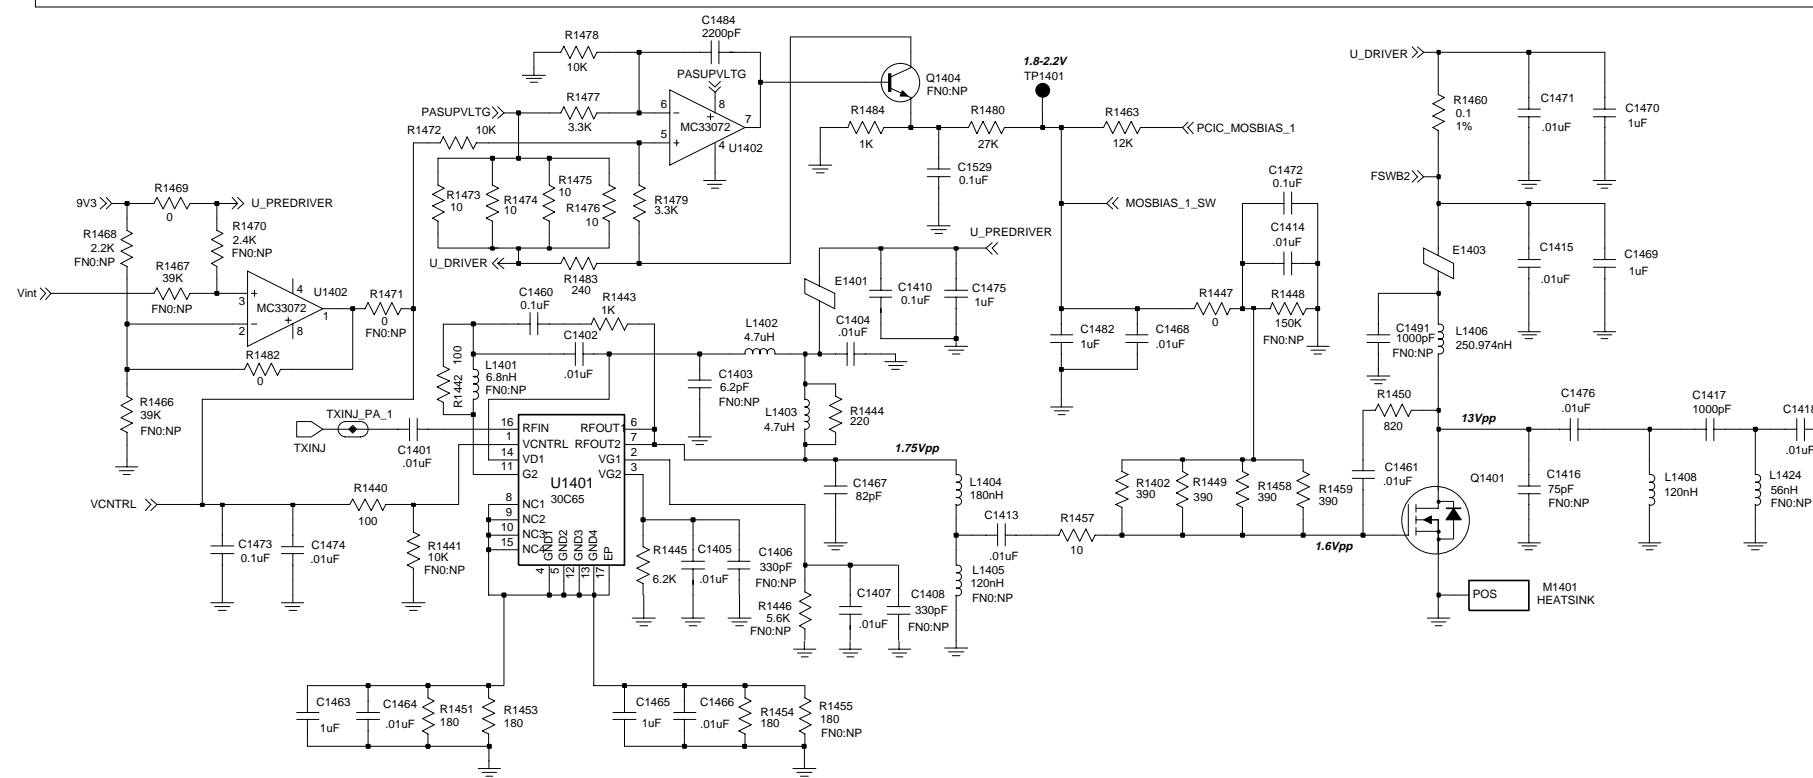 C1484
2200pF
R1478
10K
PASUPVLTG
8
6
5
7
4
MC33072
U1402
PASUPVLTG
R1477
3.3K
R1472
10K
R1473
10
R1474
10
R1475
10
R1476
10
R1479
3.3K
Q1404
FN0:NP
R1484
1K
C1529
0.1uF
R1480
27K
1.8-2.2V
TP1401
R1463
12K
PCIC_MOSBIAS_1
MOSBIAS_1_SW
C1472
0.1uF
C1414
.01uF
R1447
0
R1448
150K
FN0:NP
C1482
1uF
C1468
.01uF
U_DRIVER
R1460
0.1
1%
C1471
.01uF
C1470
1uF
FSWB2
E1403
C1415
.01uF
C1469
1uF
C1491
1000pF
FN0:NP
L1406
250.974nH
R1450
820
13Vpp
C1476
.01uF
C1417
1000pF
C1418
.01uF
C1461
.01uF
Q1401
C1416
75pF
FN0:NP
L1408
120nH
L1424
56nH
FN0:NP
POS
M1401
HEATSINK
9V3
R1469
0
U_PREDRIVER
R1468
2.2K
FN0:NP
R1470
2.4K
FN0:NP
Vint
R1467
39K
FN0:NP
U1402
MC33072
3
2
4
8
1
R1471
0
FN0:NP
R1482
0
R1466
39K
FN0:NP
U_DRIVER
R1483
240
U_PREDRIVER
E1401
C1410
0.1uF
C1475
1uF
C1460
0.1uF
R1443
1K
C1402
.01uF
R1442
100
L1401
6.8nH
FN0:NP
L1402
4.7uH
C1404
.01uF
C1403
6.2pF
FN0:NP
L1403
4.7uH
R1444
220
TXINJ_PA_1
TXINJ
C1401
.01uF
16
1
14
11
RFIN
VCNTRL
VD1
G2
RFOUT1
RFOUT2
VG1
VG2
6
7
2
3
U1401
30C65
8
9
10
15
NC1
NC2
NC3
NC4
GND1
GND2
GND3
GND4
EP
4
5
12
13
17
VCNTRL
R1440
100
C1473
0.1uF
C1474
.01uF
R1441
10K
FN0:NP
1.75Vpp
C1467
82pF
L1404
180nH
C1413
.01uF
R1457
10
L1405
120nH
FN0:NP
R1402
390
R1449
390
R1458
390
R1459
390
1.6Vpp
R1445
6.2K
C1405
.01uF
C1406
330pF
FN0:NP
R1446
5.6K
FN0:NP
C1407
.01uF
C1408
330pF
FN0:NP
C1463
1uF
C1464
.01uF
R1451
180
R1453
180
C1465
1uF
C1466
.01uF
R1454
180
R1455
180
FN0:NP